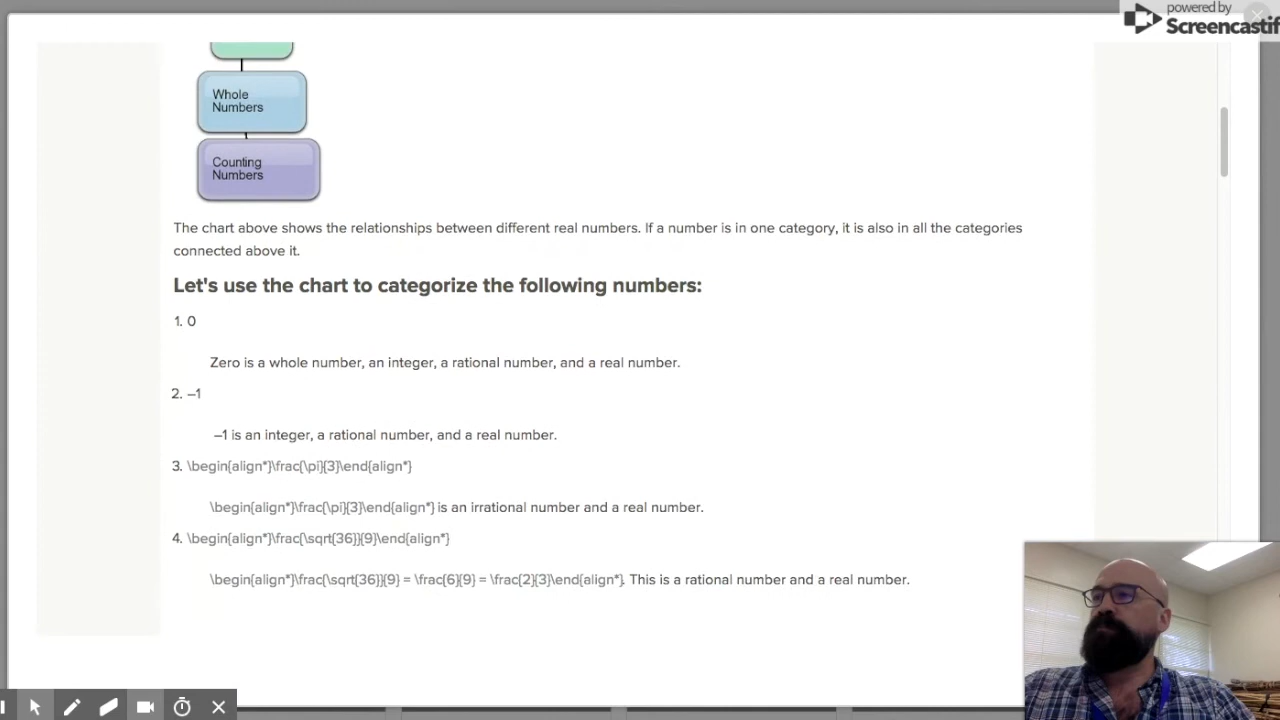 powered by
Screencastif
Whole
Numbers
Counting
Numbers
The chart above shows the relationships between different real numbers. If a number is in one category, it is also in all the categories
connected above it.
Let's use the chart to categorize the following numbers:
1. 0
Zero is a whole number, an integer, a rational number, and a real number.
2. –1
–1 is an integer, a rational number, and a real number.
3. \begin{align*}\frac{\pi}{3}\end{align*}
\begin{align*}\frac{\pi}{3}\end{align*} is an irrational number and a real number.
4. \begin{align*}\frac{\sqrt{36}}{9}\end{align*}
\begin{align*}\frac{\sqrt{36}}{9} = \frac{6}{9} = \frac{2}{3}\end{align*}. This is a rational number and a real number.